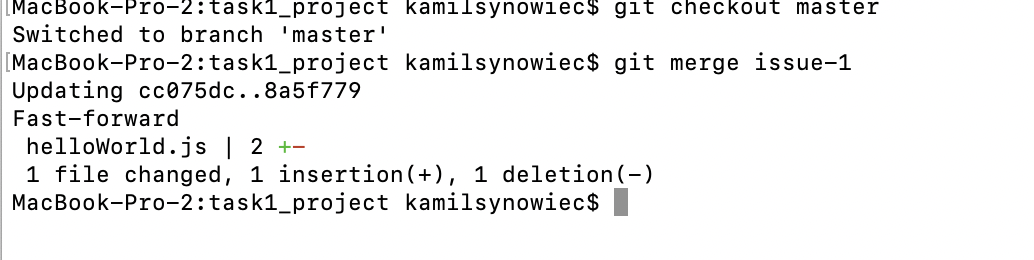 [MacBook-Pro-2:task1_project kamilsynowiec$ git checkout master
Switched to branch 'master'
[MacBook-Pro-2:task1_project kamilsynowiec$ git merge issue-1
Updating cc075dc..8a5f779
Fast-forward
 helloWorld.js | 2 +-
 1 file changed, 1 insertion(+), 1 deletion(-)
MacBook-Pro-2:task1_project kamilsynowiec$